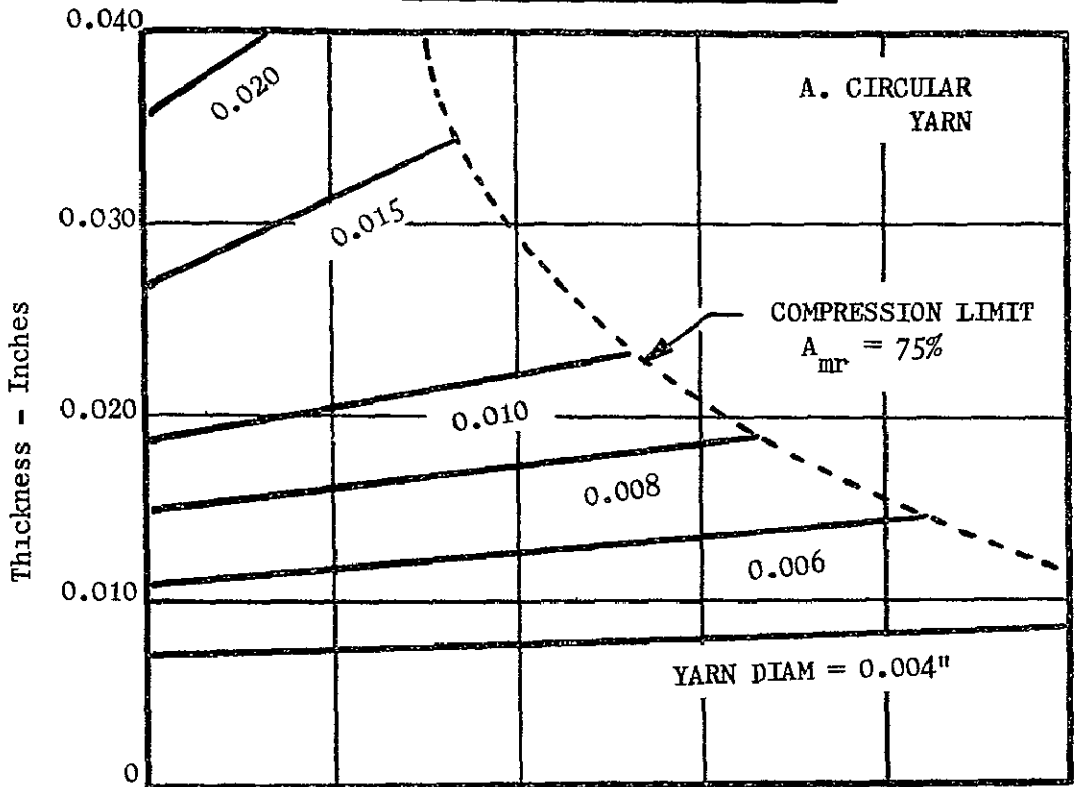 0.040
A. CIRCULAR
YARN
0.020
0.030
0.015
COMPRESSION LIMIT
A_mr = 75%
Thickness - Inches
0.020
0.010
0.008
0.010
0.006
YARN DIAM = 0.004"
0